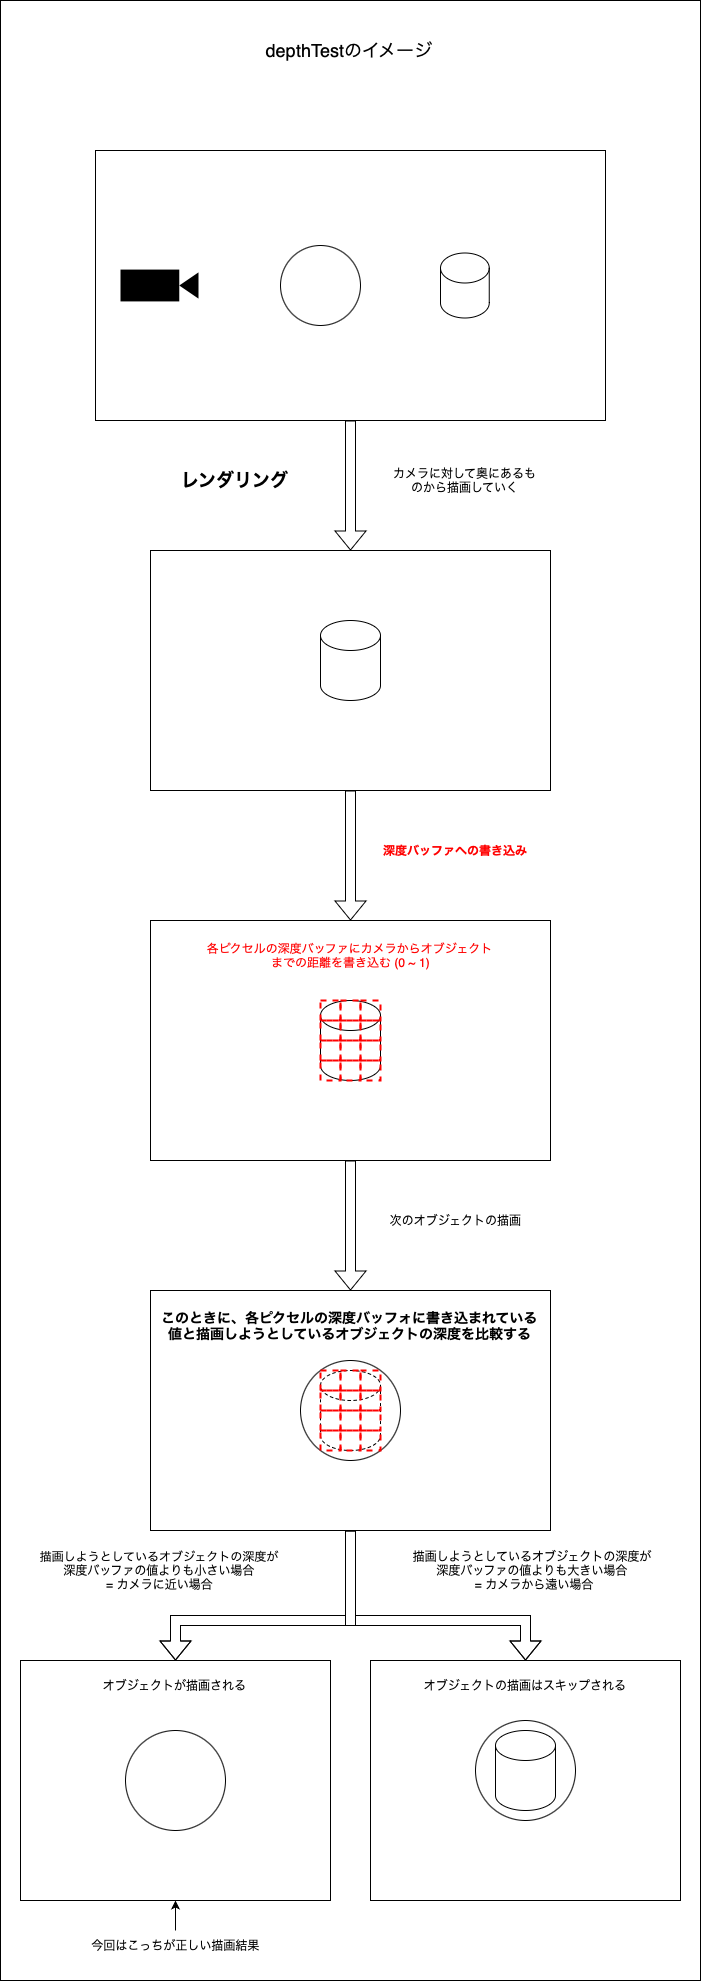 depthTestのイメージ
レンダリング
カメラに対して奥にあるも
のから描画していく
深度バッファへの書き込み
各ピクセルの深度バッファにカメラからオブジェクト
までの距離を書き込む (0 ~ 1)
次のオブジェクトの描画
このときに、各ピクセルの深度バッフォに書き込まれている
値と描画しようとしているオブジェクトの深度を比較する
描画しようとしているオブジェクトの深度が
深度バッファの値よりも小さい場合
= カメラに近い場合
描画しようとしているオブジェクトの深度が
深度バッファの値よりも大きい場合
= カメラから遠い場合
オブジェクトが描画される
オブジェクトの描画はスキップされる
今回はこっちが正しい描画結果